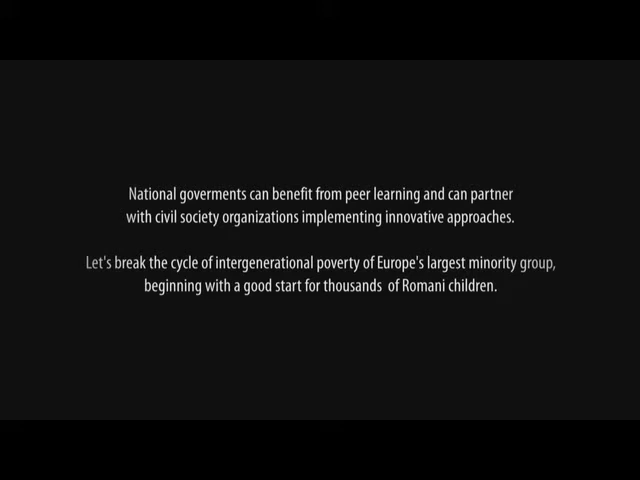 National goverments can benefit from peer learning and can partner
with civil society organizations implementing innovative approaches.
Let's break the cycle of intergenerational poverty of Europe's largest minority group,
beginning with a good start for thousands of Romani children.